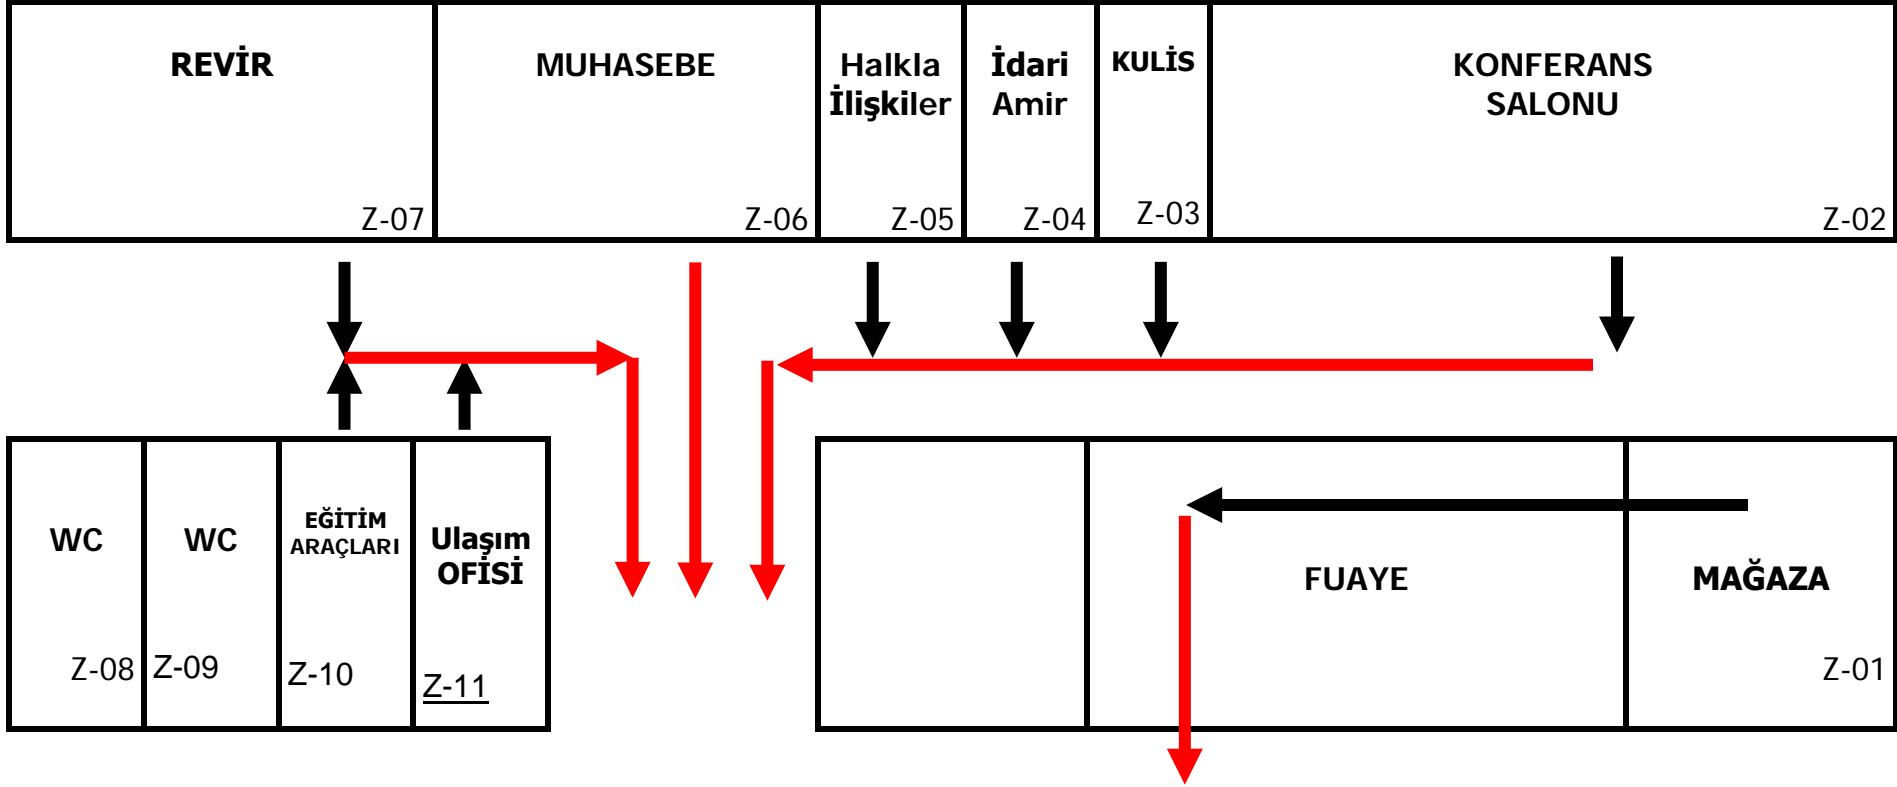 REVİR
Z-07
MUHASEBE
Z-06
Halkla
İlişkiler
Z-05
İdari
Amir
Z-04
KULİS
Z-03
KONFERANS
SALONU
Z-02
WC
Z-08
WC
Z-09
EĞİTİM
ARAÇLARI
Z-10
Ulaşım
OFİSİ
Z-11
FUAYE
MAĞAZA
Z-01